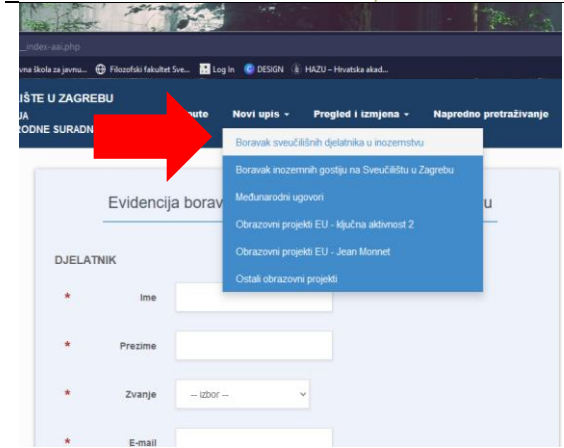 _index-aai.php
vna škola za javnu... Filozofski fakultet Sve... Log In DESIGN HAZU – Hrvatska akad...
IŠTE U ZAGREBU
JA
RODNE SURADN
pute Novi upis Pregled i izmjena Napredno pretraživanje
Boravak sveučilišnih djelatnika u inozemstvu
Boravak inozemnih gostiju na Sveučilištu u Zagrebu
Međunarodni ugovori
Obrazovni projekti EU - ključna aktivnost 2
Obrazovni projekti EU - Jean Monnet
Ostali obrazovni projekti
Evidencija borav u
DJELATNIK
* Ime
* Prezime
* Zvanje -- izbor --
* E-mail